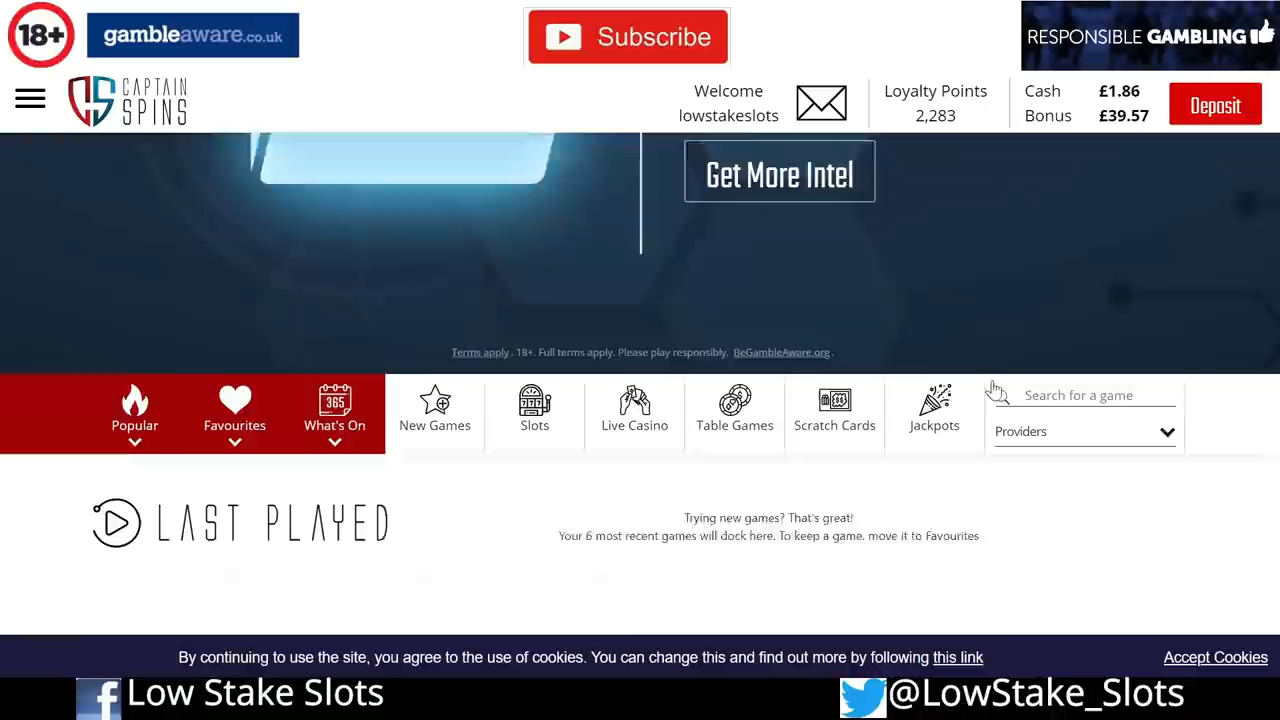 18+
gambleaware.co.uk
Subscribe
RESPONSIBLE GAMBLING
CAPTAIN
SPINS
Welcome
lowstakeslots
Loyalty Points
2,283
Cash £1.86
Bonus £39.57
Deposit
Get More Intel
Terms apply. 18+. Full terms apply. Please play responsibly. BeGambleAware.org.
Popular
Favourites
365
What's On
New Games
Slots
Live Casino
Table Games
Scratch Cards
Jackpots
Search for a game
Providers
LAST PLAYED
Trying new games? That's great!
Your 6 most recent games will dock here. To keep a game, move it to Favourites
By continuing to use the site, you agree to the use of cookies. You can change this and find out more by following this link
Accept Cookies
f Low Stake Slots
@LowStake_Slots